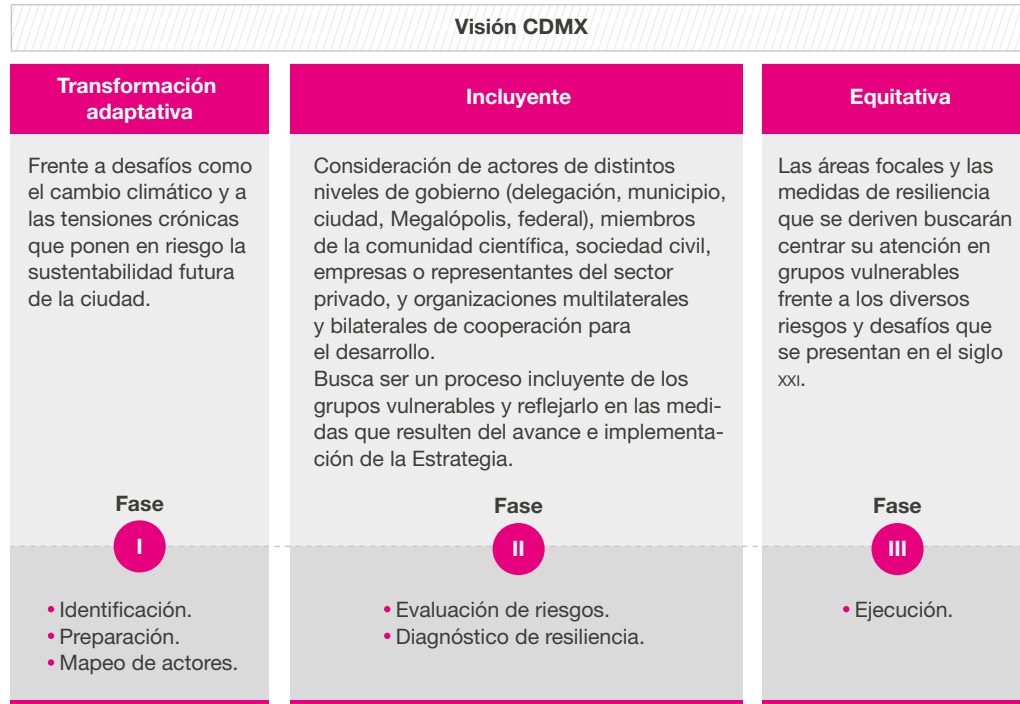 Visión CDMX
Transformación
adaptativa
Frente a desafíos como
el cambio climático y a
las tensiones crónicas
que ponen en riesgo la
sustentabilidad futura
de la ciudad.
Fase
I
• Identificación.
• Preparación.
• Mapeo de actores.
Incluyente
Consideración de actores de distintos
niveles de gobierno (delegación, municipio,
ciudad, Megalópolis, federal), miembros
de la comunidad científica, sociedad civil,
empresas o representantes del sector
privado, y organizaciones multilaterales
y bilaterales de cooperación para
el desarrollo.
Busca ser un proceso incluyente de los
grupos vulnerables y reflejarlo en las medi-
das que resulten del avance e implementa-
ción de la Estrategia.
Fase
II
• Evaluación de riesgos.
• Diagnóstico de resiliencia.
Equitativa
Las áreas focales y las
medidas de resiliencia
que se deriven buscarán
centrar su atención en
grupos vulnerables
frente a los diversos
riesgos y desafíos que
se presentan en el siglo
XXI.
Fase
III
• Ejecución.